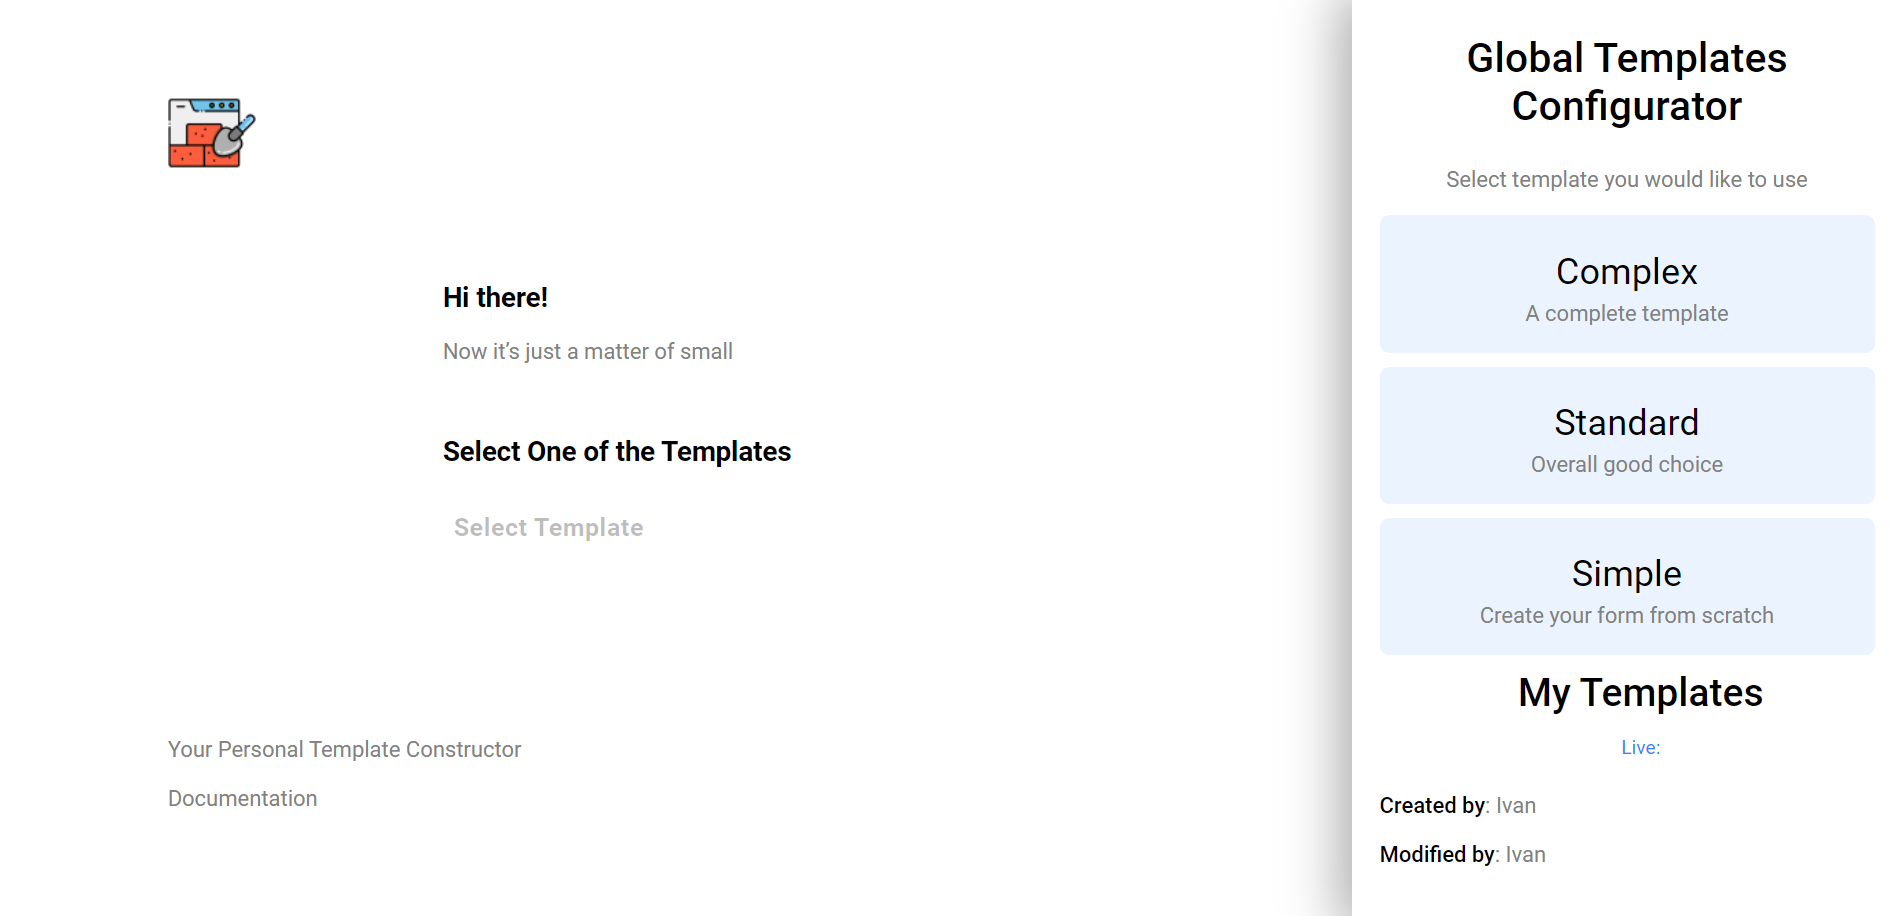 Hi there!
Now it’s just a matter of small
Select One of the Templates
Select Template
Your Personal Template Constructor
Documentation
Global Templates
Configurator
Select template you would like to use
Complex
A complete template
Standard
Overall good choice
Simple
Create your form from scratch
My Templates
Live:
Created by: Ivan
Modified by: Ivan